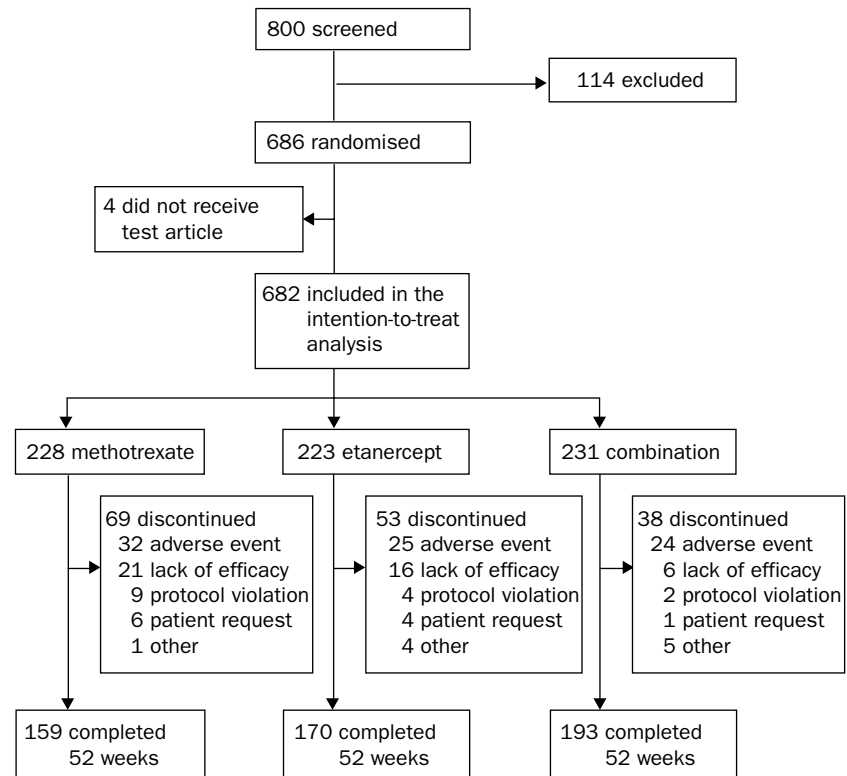 800 screened
114 excluded
686 randomised
4 did not receive
test article
682 included in the
intention-to-treat
analysis
228 methotrexate
223 etanercept
231 combination
69 discontinued
32 adverse event
21 lack of efficacy
9 protocol violation
6 patient request
1 other
53 discontinued
25 adverse event
16 lack of efficacy
4 protocol violation
4 patient request
4 other
38 discontinued
24 adverse event
6 lack of efficacy
2 protocol violation
1 patient request
5 other
159 completed
52 weeks
170 completed
52 weeks
193 completed
52 weeks